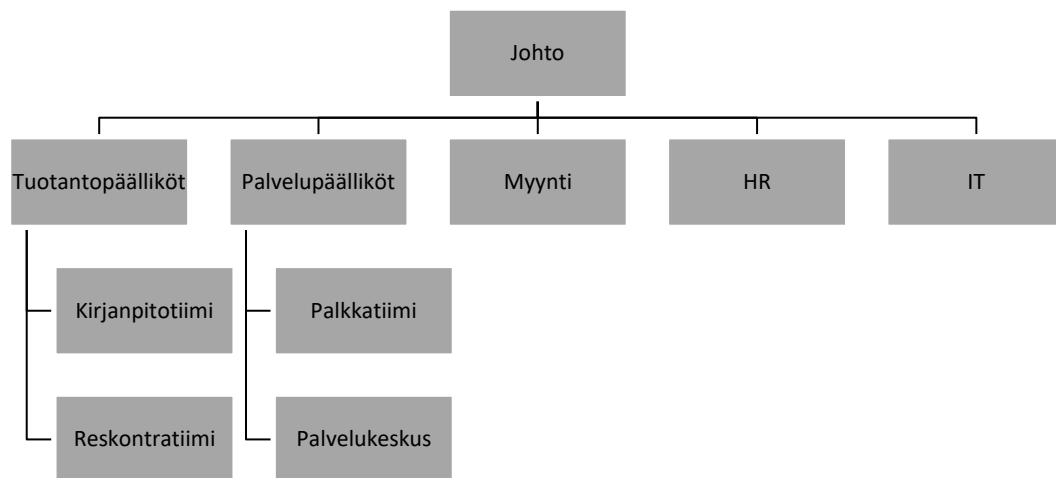 Johto
Tuotantopäälliköt
Palvelupäälliköt
Myynti
HR
IT
Kirjanpitotiimi
Palkkatiimi
Reskontratiimi
Palvelukeskus